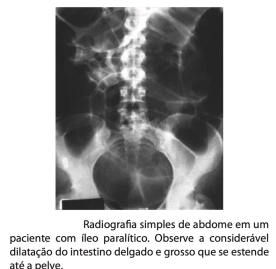 Radiografia simples de abdome em um
paciente com íleo paralítico. Observe a considerável
dilatação do intestino delgado e grosso que se estende
até a pelve.